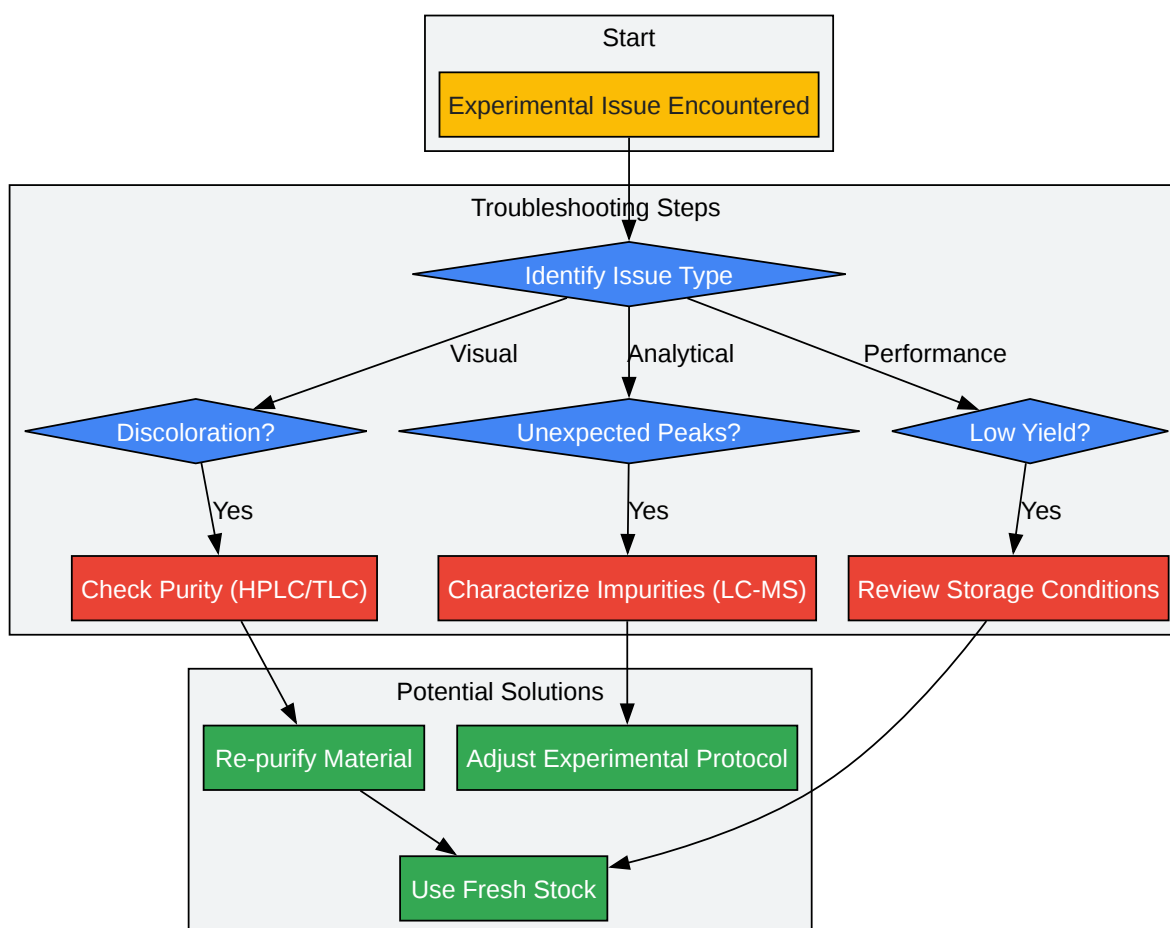 Start
Experimental Issue Encountered
Troubleshooting Steps
Identify Issue Type
Visual
Analytical
Performance
Discoloration?
Unexpected Peaks?
Low Yield?
Yes
Yes
Yes
Check Purity (HPLC/TLC)
Characterize Impurities (LC-MS)
Review Storage Conditions
Potential Solutions
Re-purify Material
Adjust Experimental Protocol
Use Fresh Stock